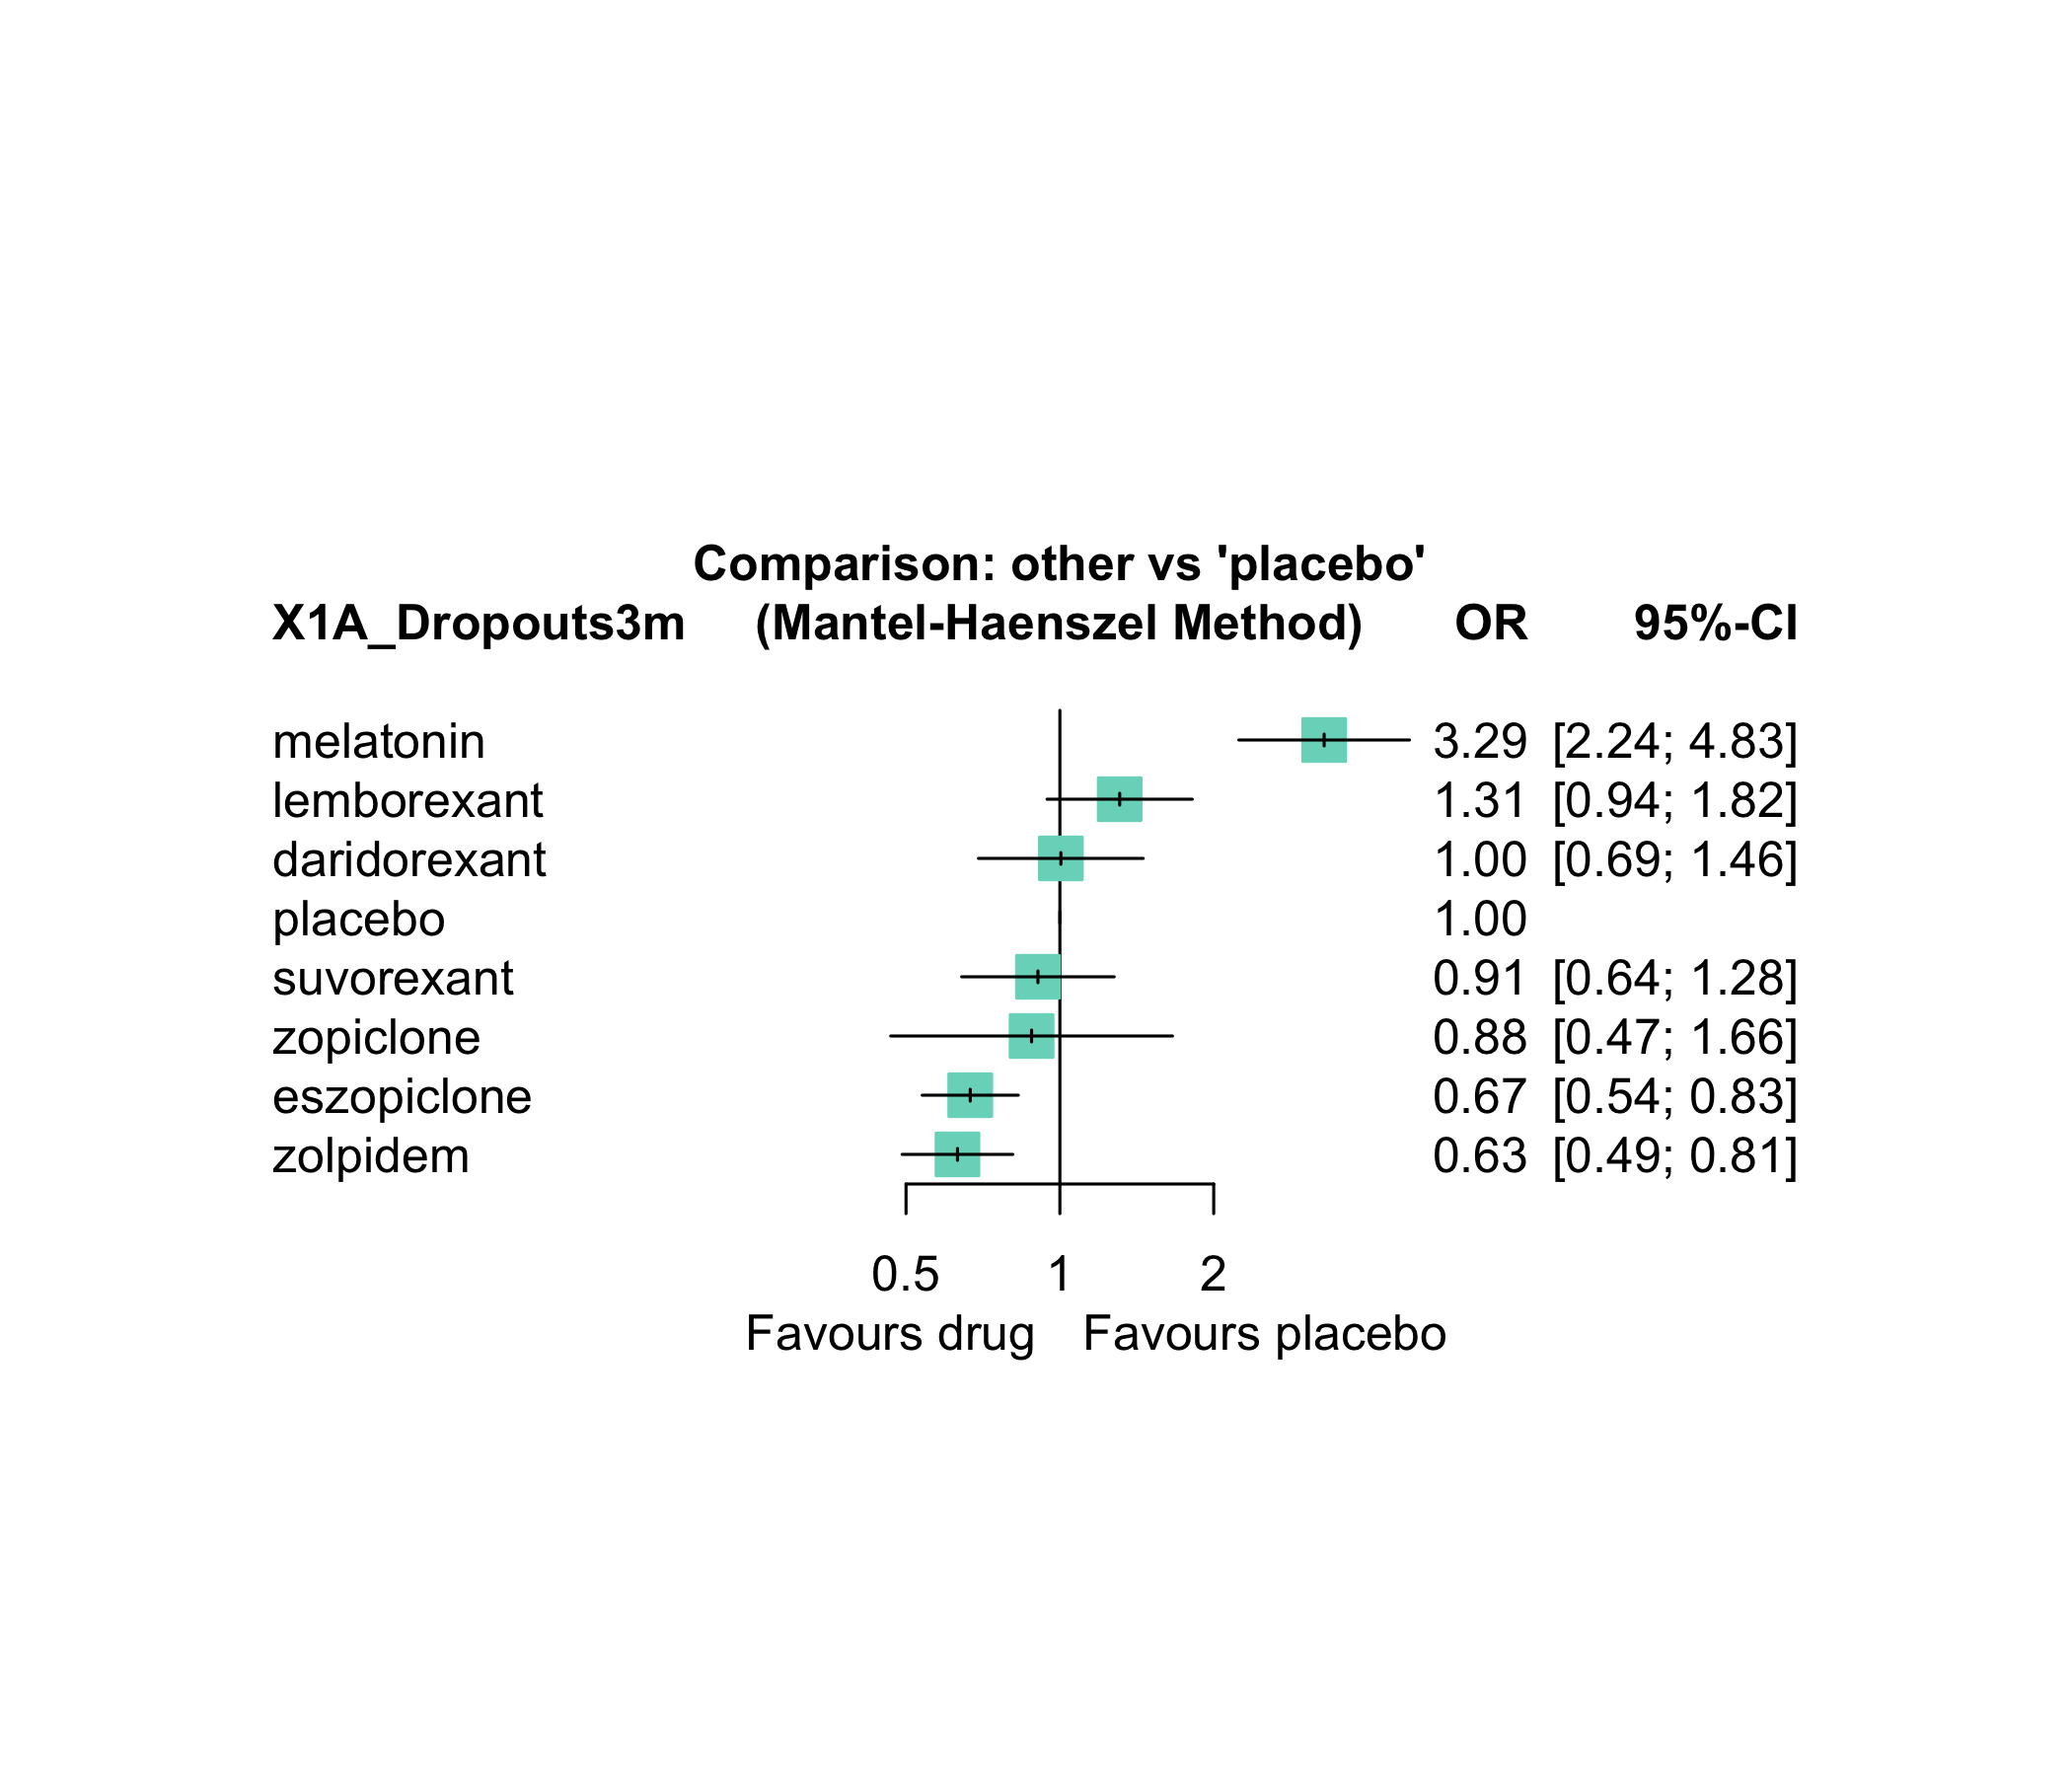 Comparison: other vs 'placebo'
X1A_Dropouts3m (Mantel-Haenszel Method) OR 95%-CI
melatonin 3.29 [2.24; 4.83]
lemborexant 1.31 [0.94; 1.82]
daridorexant 1.00 [0.69; 1.46]
placebo 1.00
suvorexant 0.91 [0.64; 1.28]
zopiclone 0.88 [0.47; 1.66]
eszopiclone 0.67 [0.54; 0.83]
zolpidem 0.63 [0.49; 0.81]
0.5 1 2
Favours drug Favours placebo